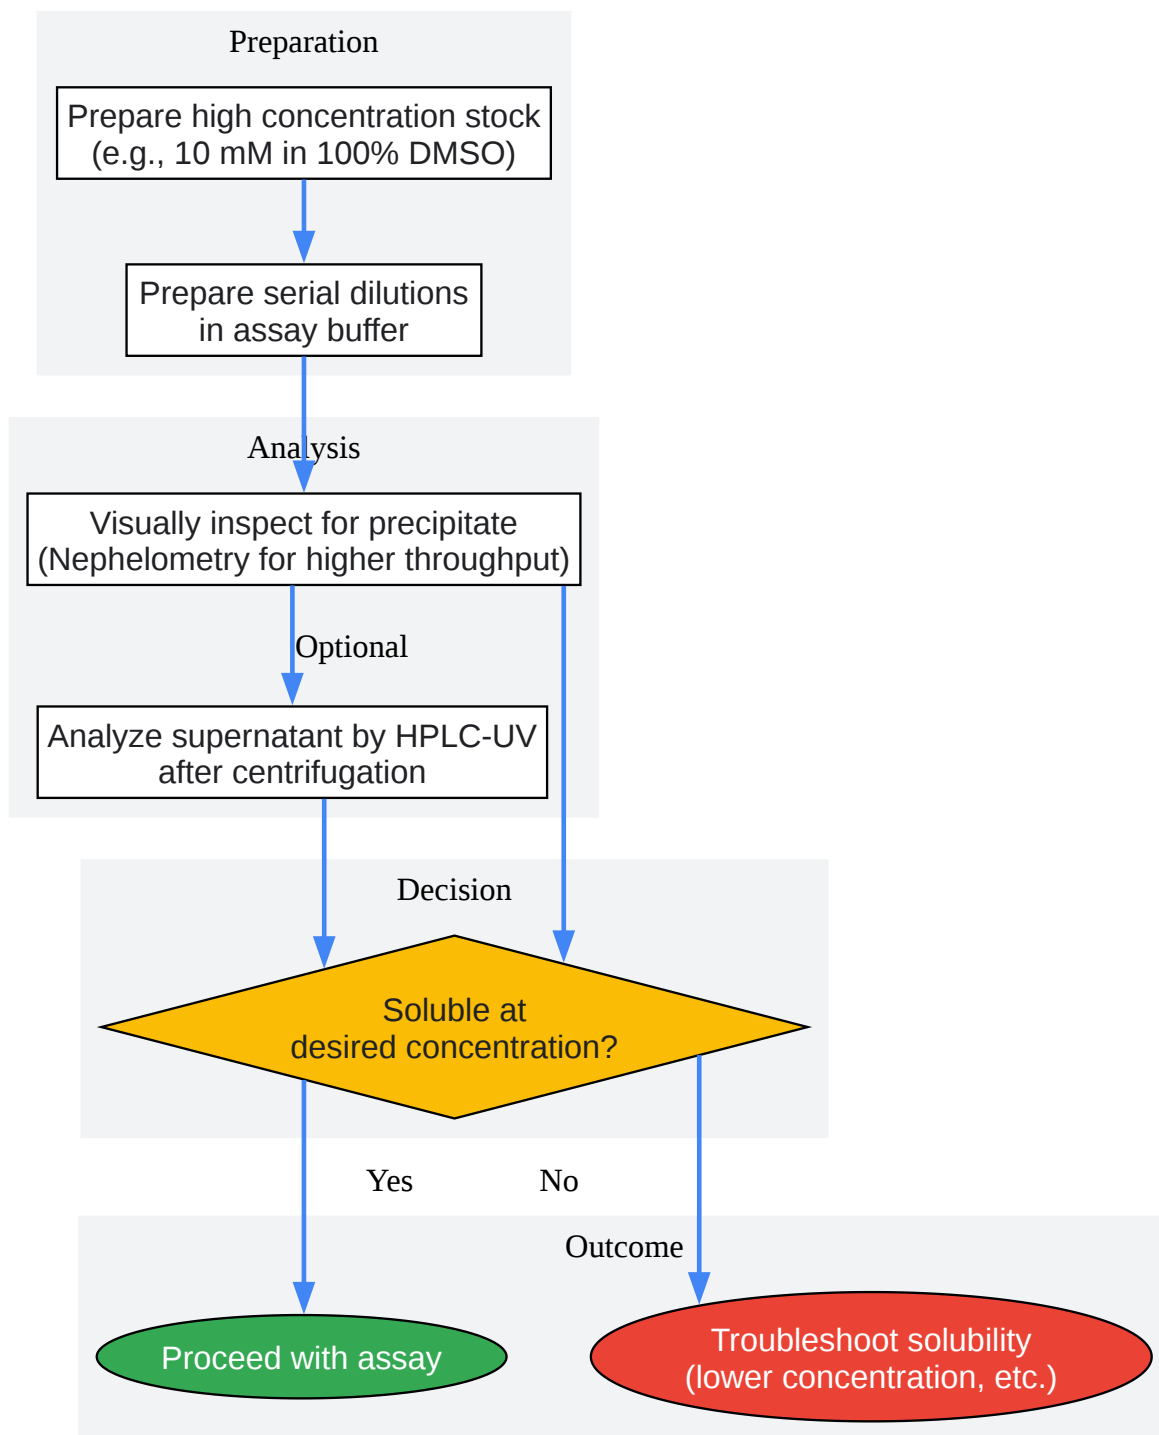 Preparation
Prepare high concentration stock
(e.g., 10 mM in 100% DMSO)
Prepare serial dilutions
in assay buffer
Analysis
Visually inspect for precipitate
(Nephelometry for higher throughput)
Optional
Analyze supernatant by HPLC-UV
after centrifugation
Decision
Soluble at
desired concentration?
Yes
No
Outcome
Proceed with assay
Troubleshoot solubility
(lower concentration, etc.)